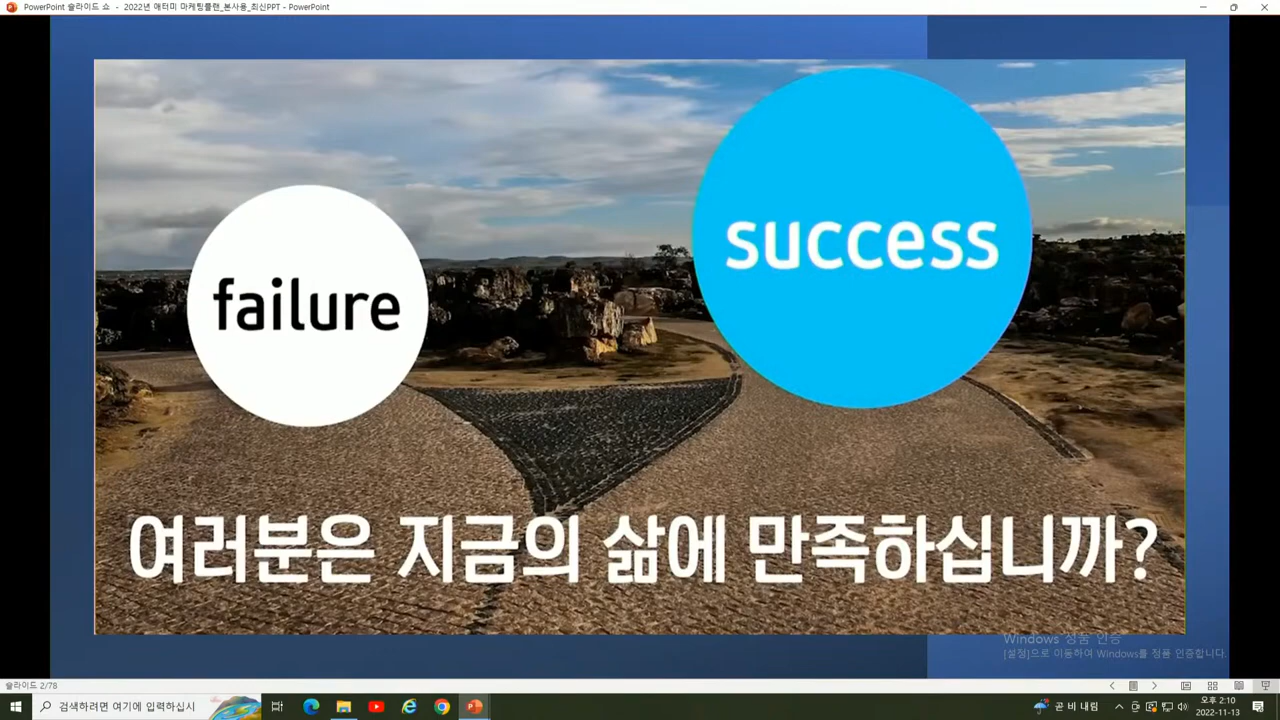 PowerPoint 슬라이드 쇼 - 2022년 애터미 마케팅플랜_본사용_최신PPT - PowerPoint
success
failure
여러분은 지금의 삶에 만족하십니까?
Windows 정품 인증
[설정]으로 이동하여 Windows를 정품 인증합니다.
슬라이드 2/78
검색하려면 여기에 입력하십시
곧 비 내림
오후 2:10
2022-11-13